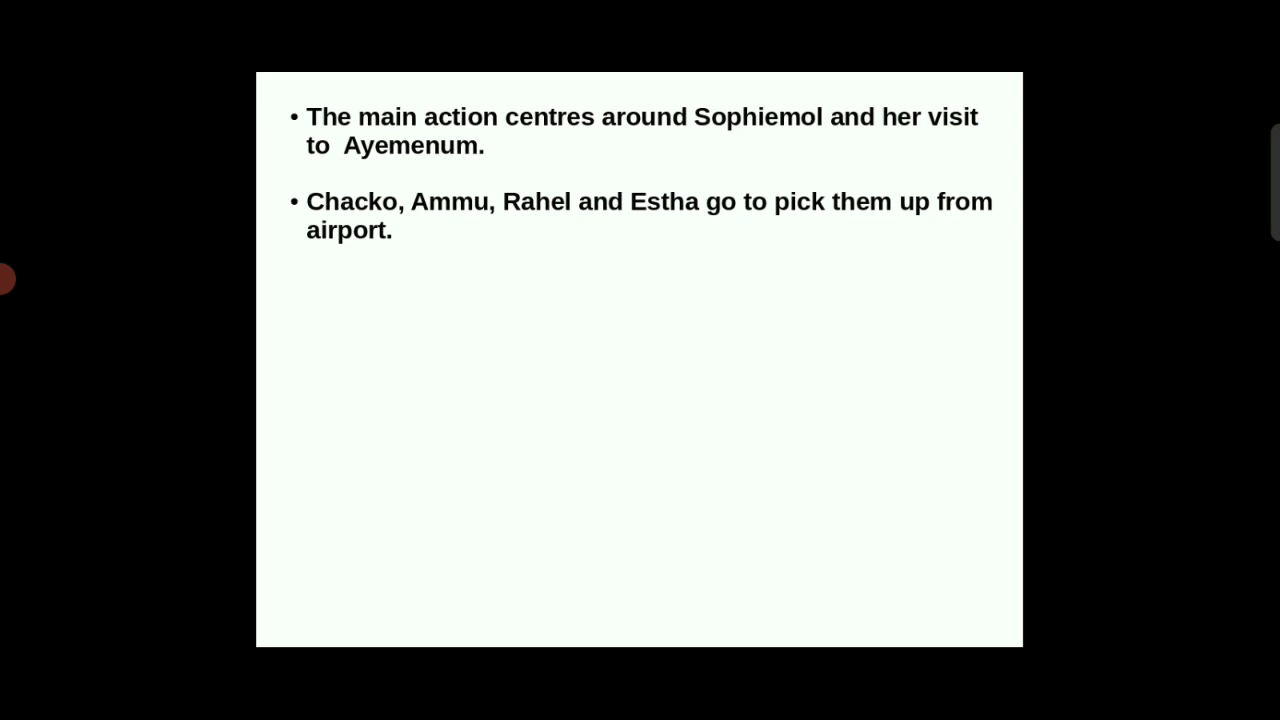 • The main action centres around Sophiemol and her visit
to  Ayemenum.
• Chacko, Ammu, Rahel and Estha go to pick them up from
airport.